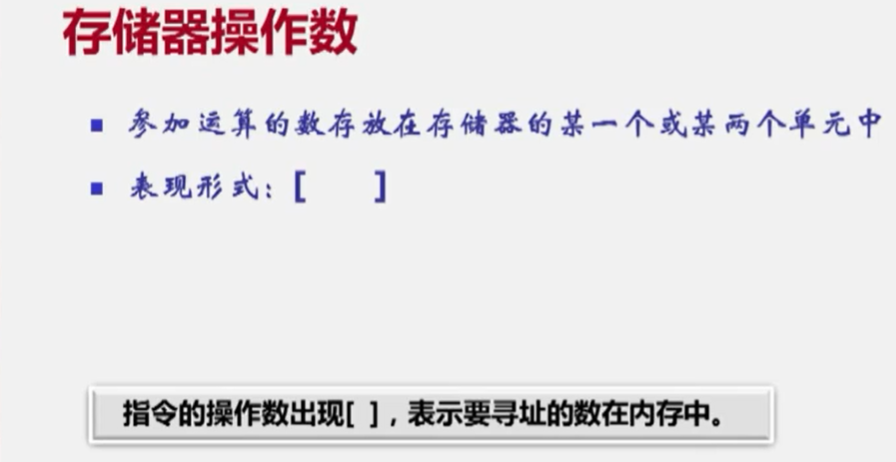 存储器操作数
■ 参加运算的数存放在存储器的某一个或某两个单元中
■ 表现形式：[ ]
指令的操作数出现[ ]，表示要寻址的数在内存中。